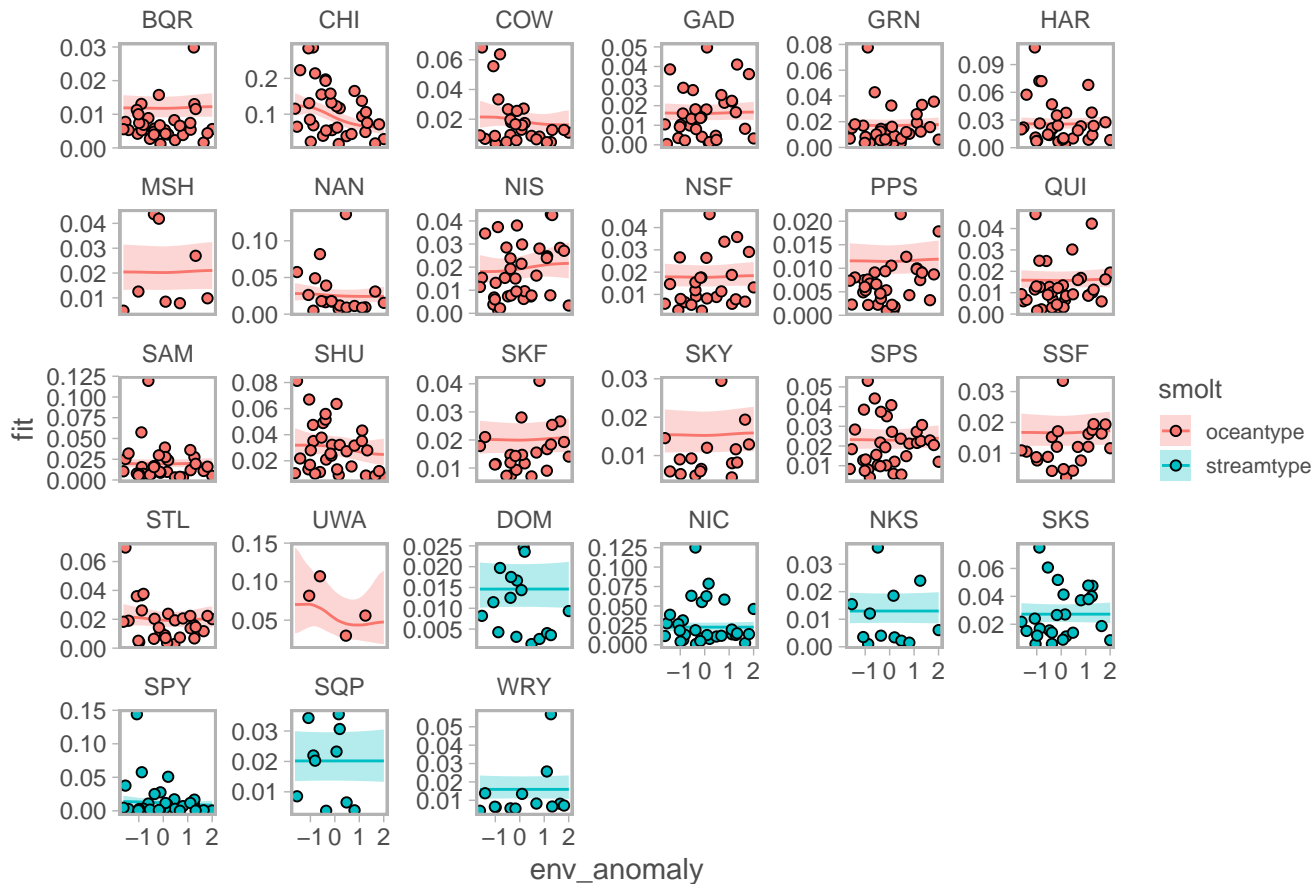 BQR CHI COW GAD GRN HAR
0.03 0.02 0.01 0.00
0.2 0.1
0.06 0.04 0.02
0.05 0.04 0.03 0.02 0.01 0.00
0.08 0.06 0.04 0.02 0.00
0.09 0.06 0.03 0.00
MSH NAN NIS NSF PPS QUI
0.04 0.03 0.02 0.01
0.10 0.05 0.00
0.04 0.03 0.02 0.01 0.00
0.04 0.03 0.02 0.01
0.020 0.015 0.010 0.005 0.000
0.04 0.03 0.02 0.01 0.00
SAM SHU SKF SKY SPS SSF
0.125 0.100 0.075 0.050 0.025 0.000
0.08 0.06 0.04 0.02
0.04 0.03 0.02 0.01
0.03 0.02 0.01
0.05 0.04 0.03 0.02 0.01
0.03 0.02 0.01
STL UWA DOM NIC NKS SKS
0.06 0.04 0.02 0.00
0.15 0.10 0.05 0.00
0.025 0.020 0.015 0.010 0.005
0.125 0.100 0.075 0.050 0.025 0.000
0.03 0.02 0.01 0.00
0.06 0.04 0.02
−1 0 1 2
−1 0 1 2
−1 0 1 2
SPY SQP WRY
0.15 0.10 0.05 0.00
0.03 0.02 0.01
0.05 0.04 0.03 0.02 0.01
−1 0 1 2
−1 0 1 2
−1 0 1 2
env_anomaly
fit
smolt
oceantype
streamtype